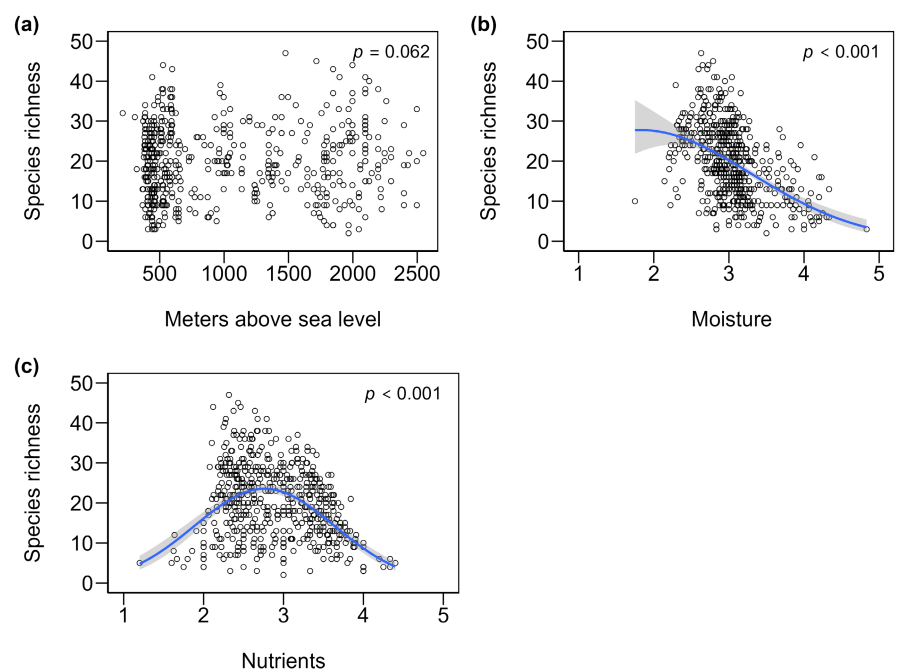 (a)
p = 0.062
Species richness
50
40
30
20
10
0
500 1000 1500 2000 2500
Meters above sea level
(b)
p < 0.001
Species richness
50
40
30
20
10
0
1 2 3 4 5
Moisture
(c)
p < 0.001
Species richness
50
40
30
20
10
0
1 2 3 4 5
Nutrients